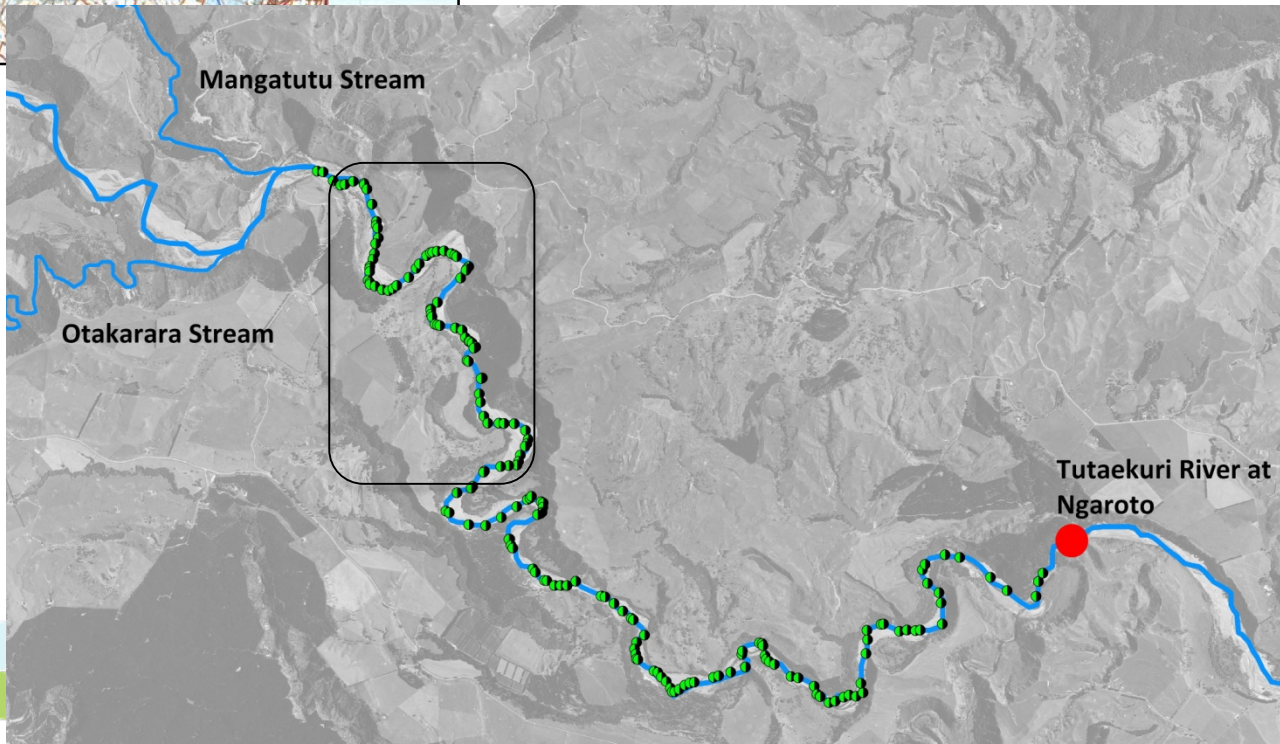 Mangatutu Stream
Otakarara Stream
Tutaekuri River at
Ngaroto